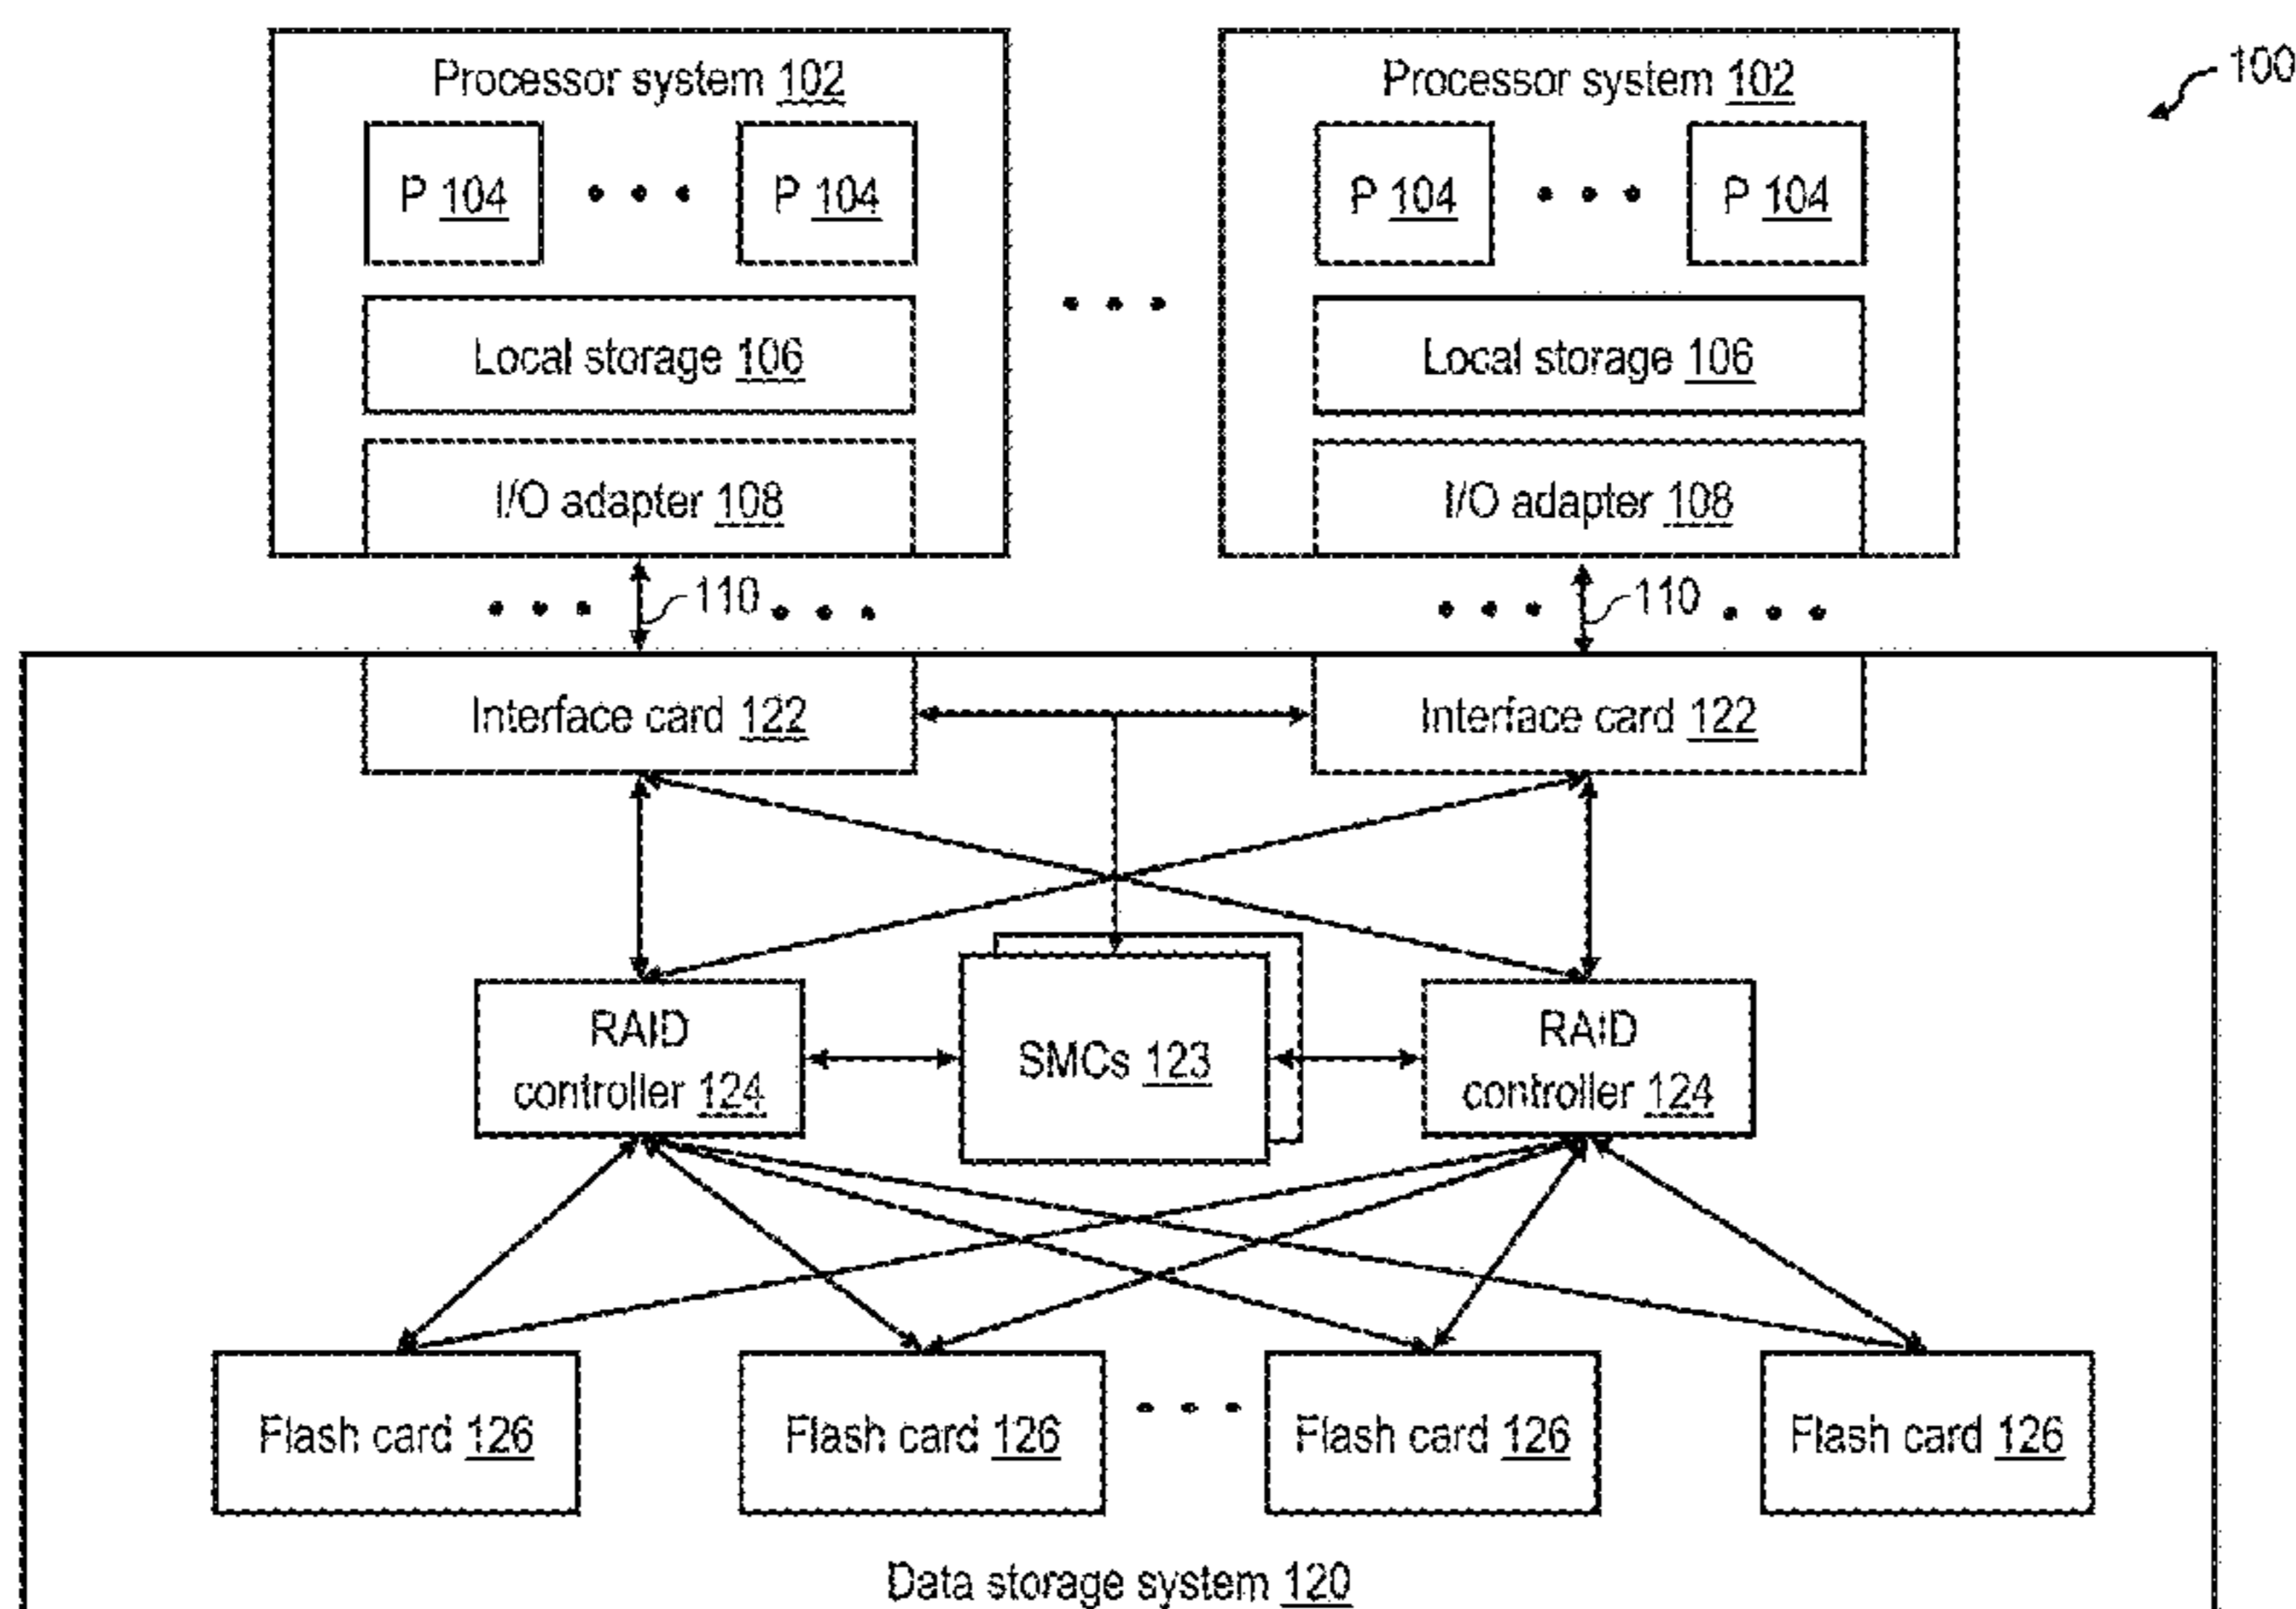 100
Processor system 102
P 104
P 104
Local storage 106
I/O adapter 108
Processor system 102
P 104
P 104
Local storage 106
I/O adapter 108
110
110
Interface card 122
Interface card 122
RAID
controller 124
SMCs 123
RAID
controller 124
Flash card 126
Flash card 126
Flash card 126
Flash card 126
Data storage system 120